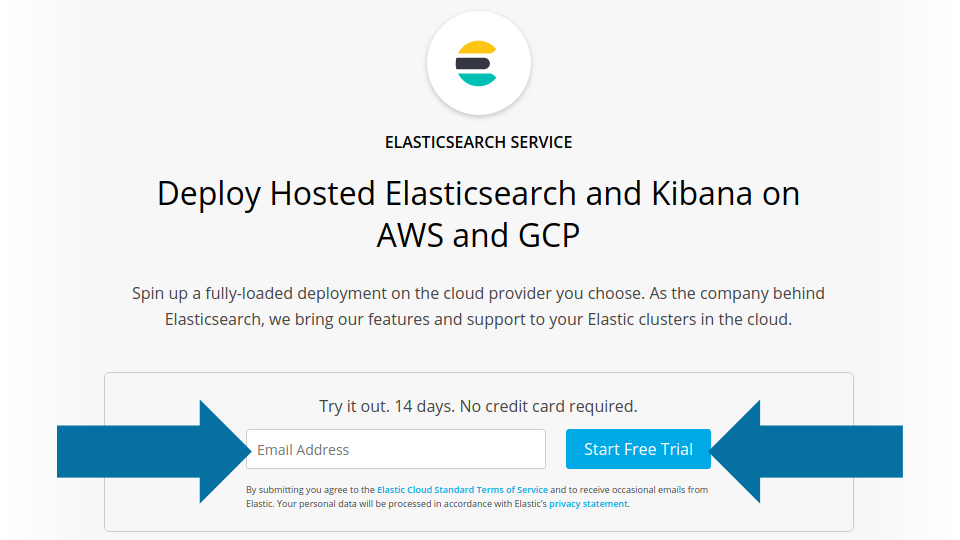 ELASTICSEARCH SERVICE
Deploy Hosted Elasticsearch and Kibana on
AWS and GCP
Spin up a fully-loaded deployment on the cloud provider you choose. As the company behind
Elasticsearch, we bring our features and support to your Elastic clusters in the cloud.
Try it out. 14 days. No credit card required.
Email Address
Start Free Trial
By submitting you agree to the Elastic Cloud Standard Terms of Service and to receive occasional emails from
Elastic. Your personal data will be processed in accordance with Elastic's privacy statement.